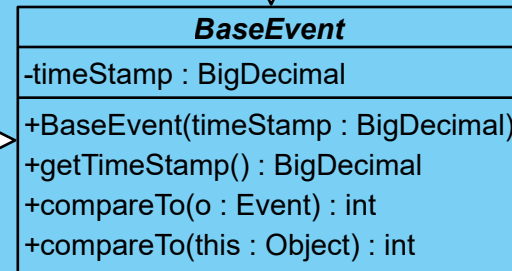 BaseEvent
-timeStamp : BigDecimal
+BaseEvent(timeStamp : BigDecimal)
+getTimeStamp() : BigDecimal
+compareTo(o : Event) : int
+compareTo(this : Object) : int